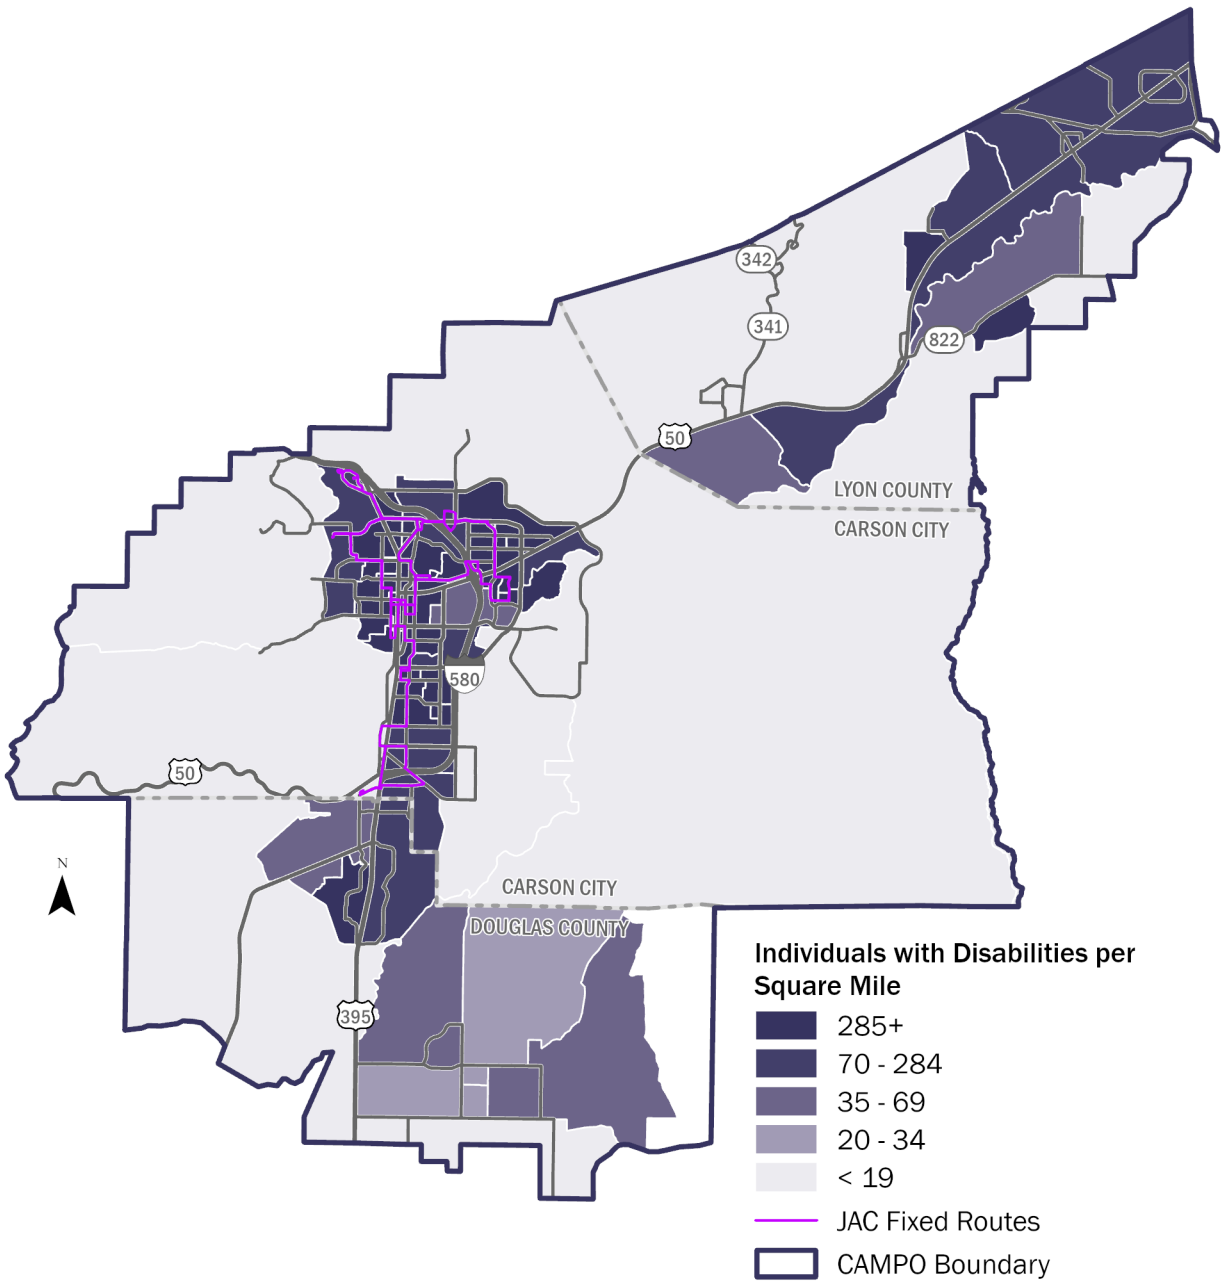 342
341
822
50
LYON COUNTY
CARSON CITY
580
50
N
CARSON CITY
DOUGLAS COUNTY
395
Individuals with Disabilities per
Square Mile
285+
70 - 284
35 - 69
20 - 34
< 19
JAC Fixed Routes
CAMPO Boundary